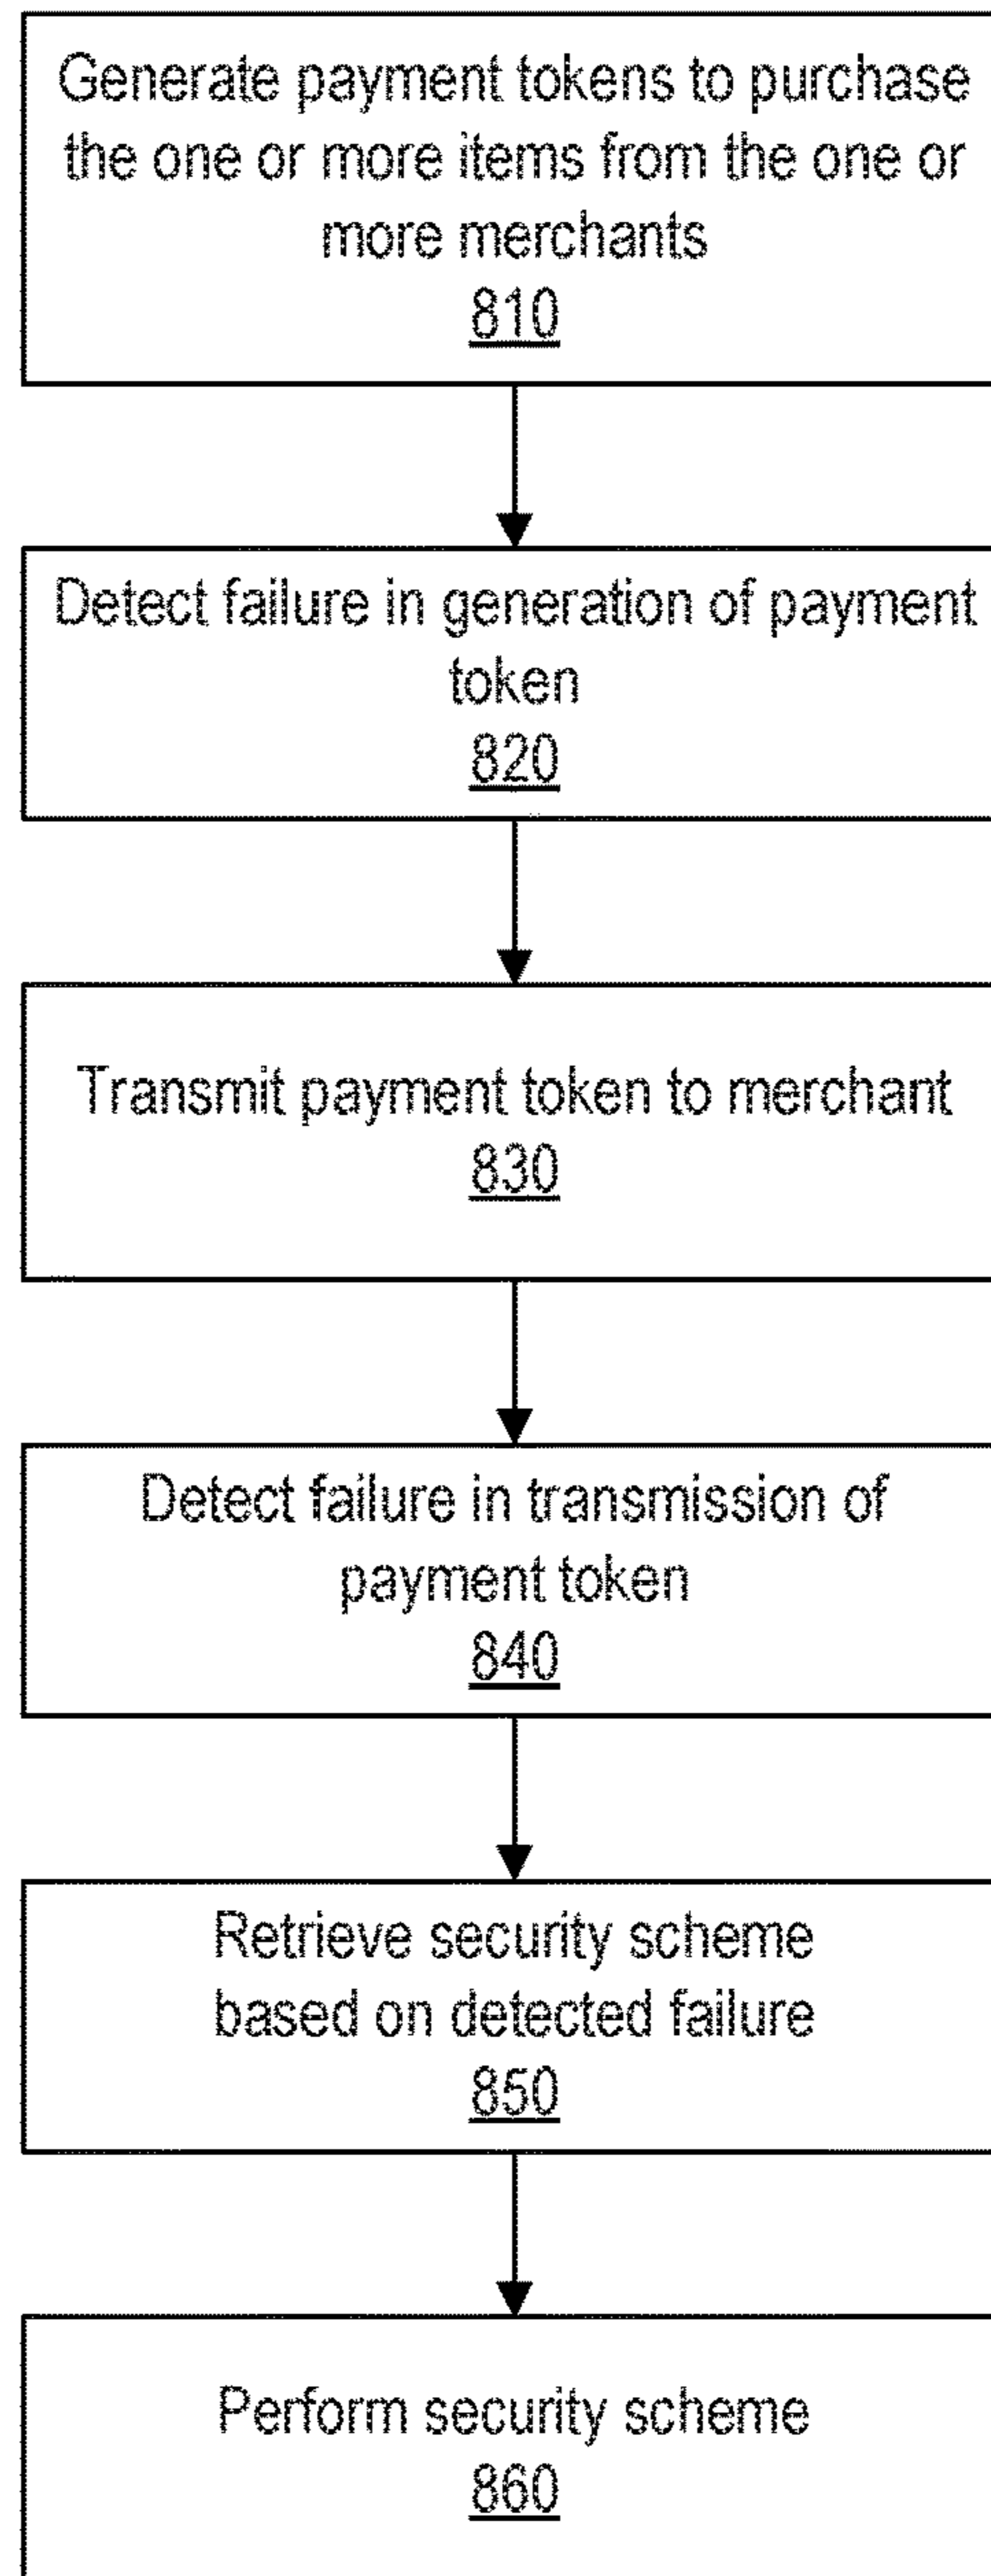 Generate payment tokens to purchase
the one or more items from the one or
more merchants
810
Detect failure in generation of payment
token
820
Transmit payment token to merchant
830
Detect failure in transmission of
payment token
840
Retrieve security scheme
based on detected failure
850
Perform security scheme
860